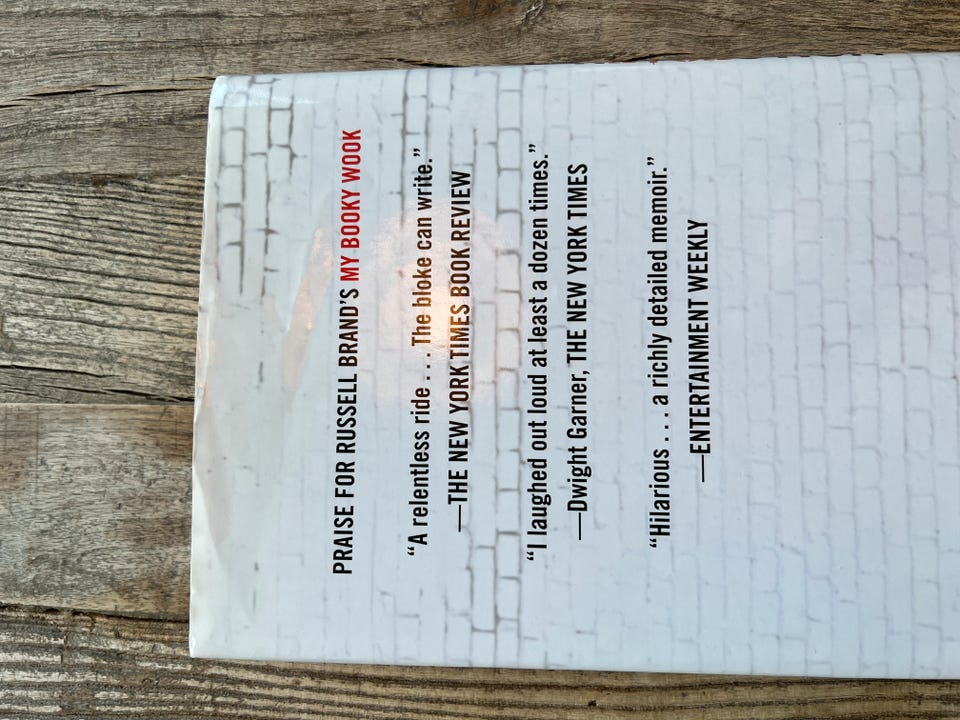 PRAISE FOR RUSSELL BRAND'S MY BOOKY WOOK
“A relentless ride . . . The bloke can write.”
—THE NEW YORK TIMES BOOK REVIEW
“I laughed out loud at least a dozen times.”
—Dwight Garner, THE NEW YORK TIMES
“Hilarious . . . a richly detailed memoir.”
—ENTERTAINMENT WEEKLY